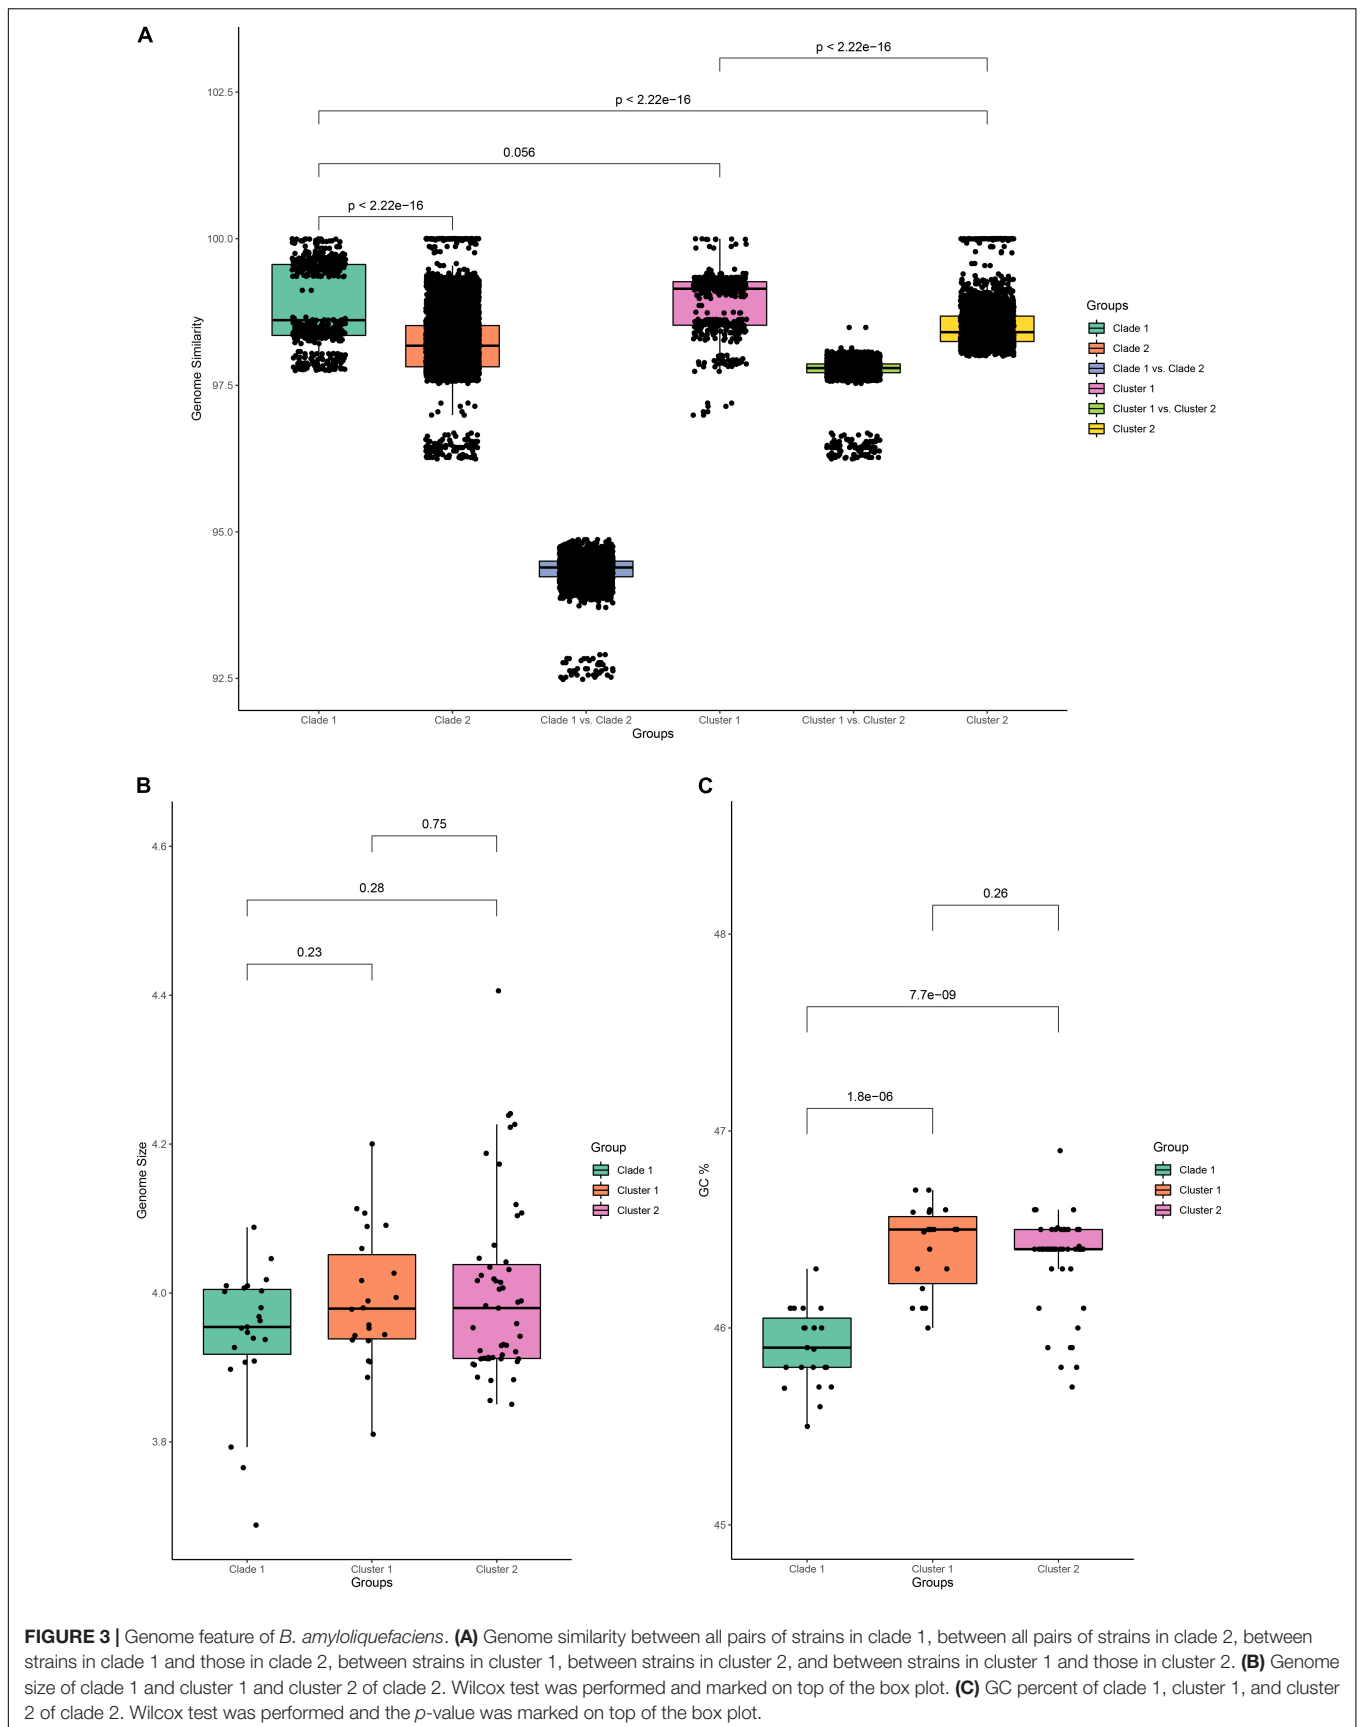 A
p < 2.22e−16
p < 2.22e−16
0.056
p < 2.22e−16
102.5
100.0
97.5
95.0
92.5
Genome Similarity
Clade 1
Clade 2
Clade 1 vs. Clade 2
Cluster 1
Cluster 1 vs. Cluster 2
Cluster 2
Groups
Groups
Clade 1
Clade 2
Clade 1 vs. Clade 2
Cluster 1
Cluster 1 vs. Cluster 2
Cluster 2
B
0.75
0.28
0.23
4.6
4.4
4.2
4.0
3.8
Genome Size
Clade 1
Cluster 1
Cluster 2
Groups
Group
Clade 1
Cluster 1
Cluster 2
C
0.26
7.7e−09
1.8e−06
48
47
46
45
GC %
Clade 1
Cluster 1
Cluster 2
Groups
Group
Clade 1
Cluster 1
Cluster 2
FIGURE 3 | Genome feature of B. amyloliquefaciens. (A) Genome similarity between all pairs of strains in clade 1, between all pairs of strains in clade 2, between
strains in clade 1 and those in clade 2, between strains in cluster 1, between strains in cluster 2, and between strains in cluster 1 and those in cluster 2. (B) Genome
size of clade 1 and cluster 1 and cluster 2 of clade 2. Wilcox test was performed and marked on top of the box plot. (C) GC percent of clade 1, cluster 1, and cluster
2 of clade 2. Wilcox test was performed and the p-value was marked on top of the box plot.